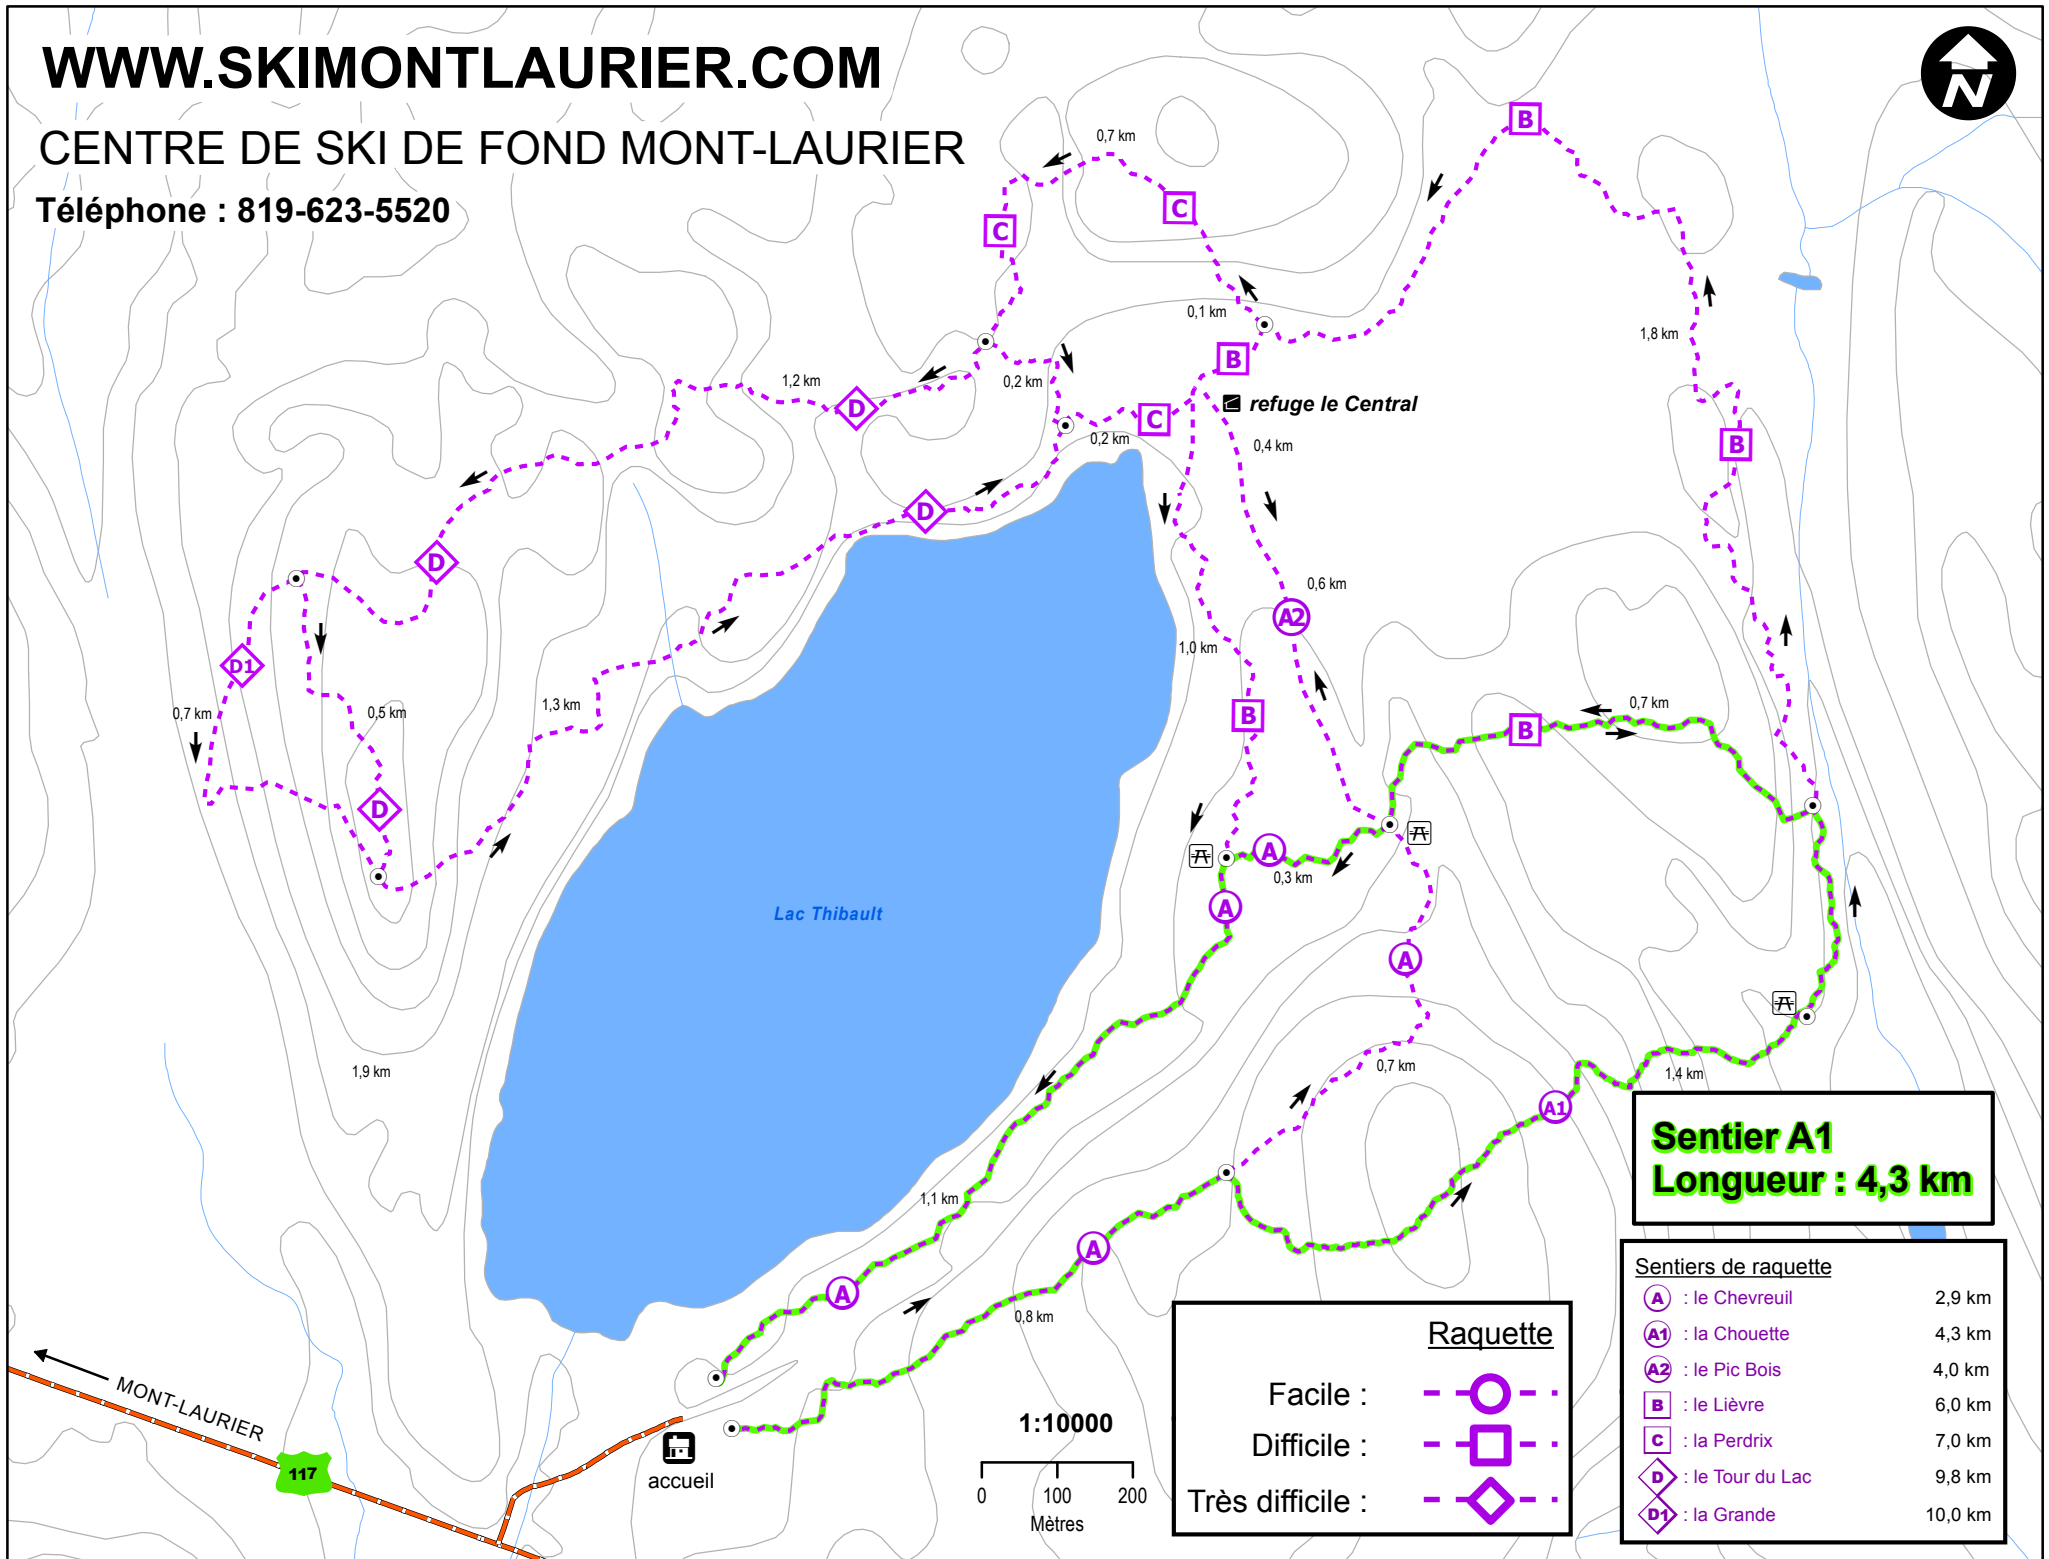 WWW.SKIMONTLAURIER.COM
CENTRE DE SKI DE FOND MONT-LAURIER
Téléphone : 819-623-5520
N
B
0,7 km
C
C
0,1 km
1,8 km
B
1,2 km
0,2 km
D
refuge le Central
C
0,2 km
0,4 km
B
D
D
0,6 km
A2
1,0 km
D1
0,7 km
0,5 km
1,3 km
B
B
0,7 km
D
A
0,3 km
A
Lac Thibault
A
1,9 km
0,7 km
1,4 km
A1
1,1 km
A
A
0,8 km
Sentier A1
Longueur : 4,3 km
MONT-LAURIER
117
accueil
1:10000
0 100 200
Mètres
Raquette
Facile :
Difficile :
Très difficile :
Sentiers de raquette
A : le Chevreuil 2,9 km
A1 : la Chouette 4,3 km
A2 : le Pic Bois 4,0 km
B : le Lièvre 6,0 km
C : la Perdrix 7,0 km
D : le Tour du Lac 9,8 km
D1 : la Grande 10,0 km